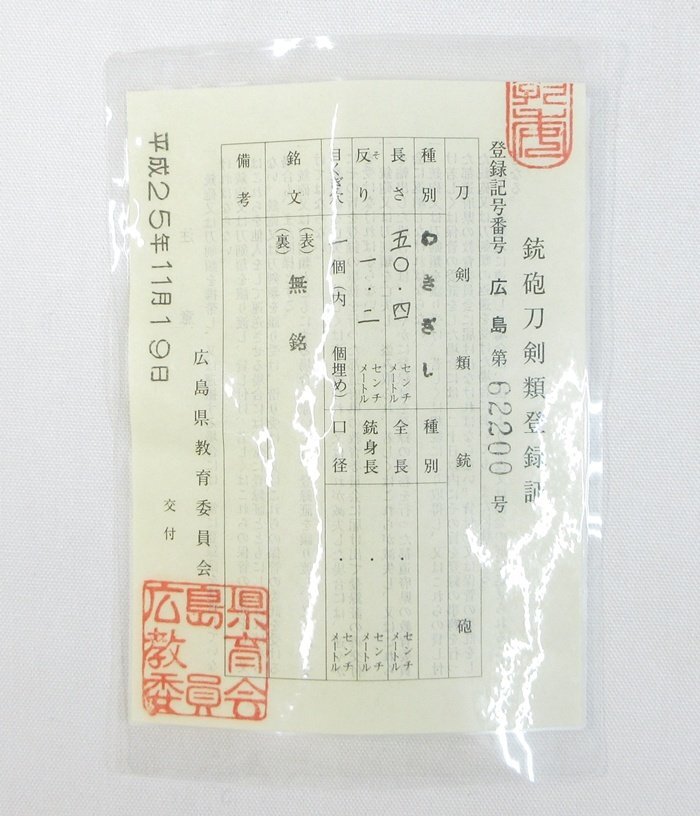 銃砲刀剣類登録証
登録記号番号 広島 第 62200 号
刀剣類 銃砲
種別 わきざし 種別
長さ 五〇・四 センチメートル 全長 ・ センチメートル
反り そ 一・二 センチメートル 銃身長 ・ センチメートル
目くぎ穴 一個(内 個埋め) 口径 ・ センチメートル
銘文 (表) 無銘
(裏)
備考
広島県教育委員会 交付
平成25年11月19日
広島県
教育
委員会